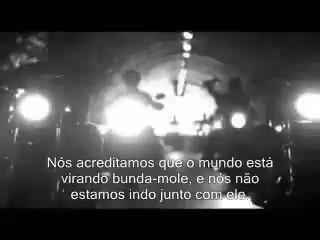 Nós acreditamos que o mundo está
virando bunda-mole, e nós não
estamos indo junto com ele.